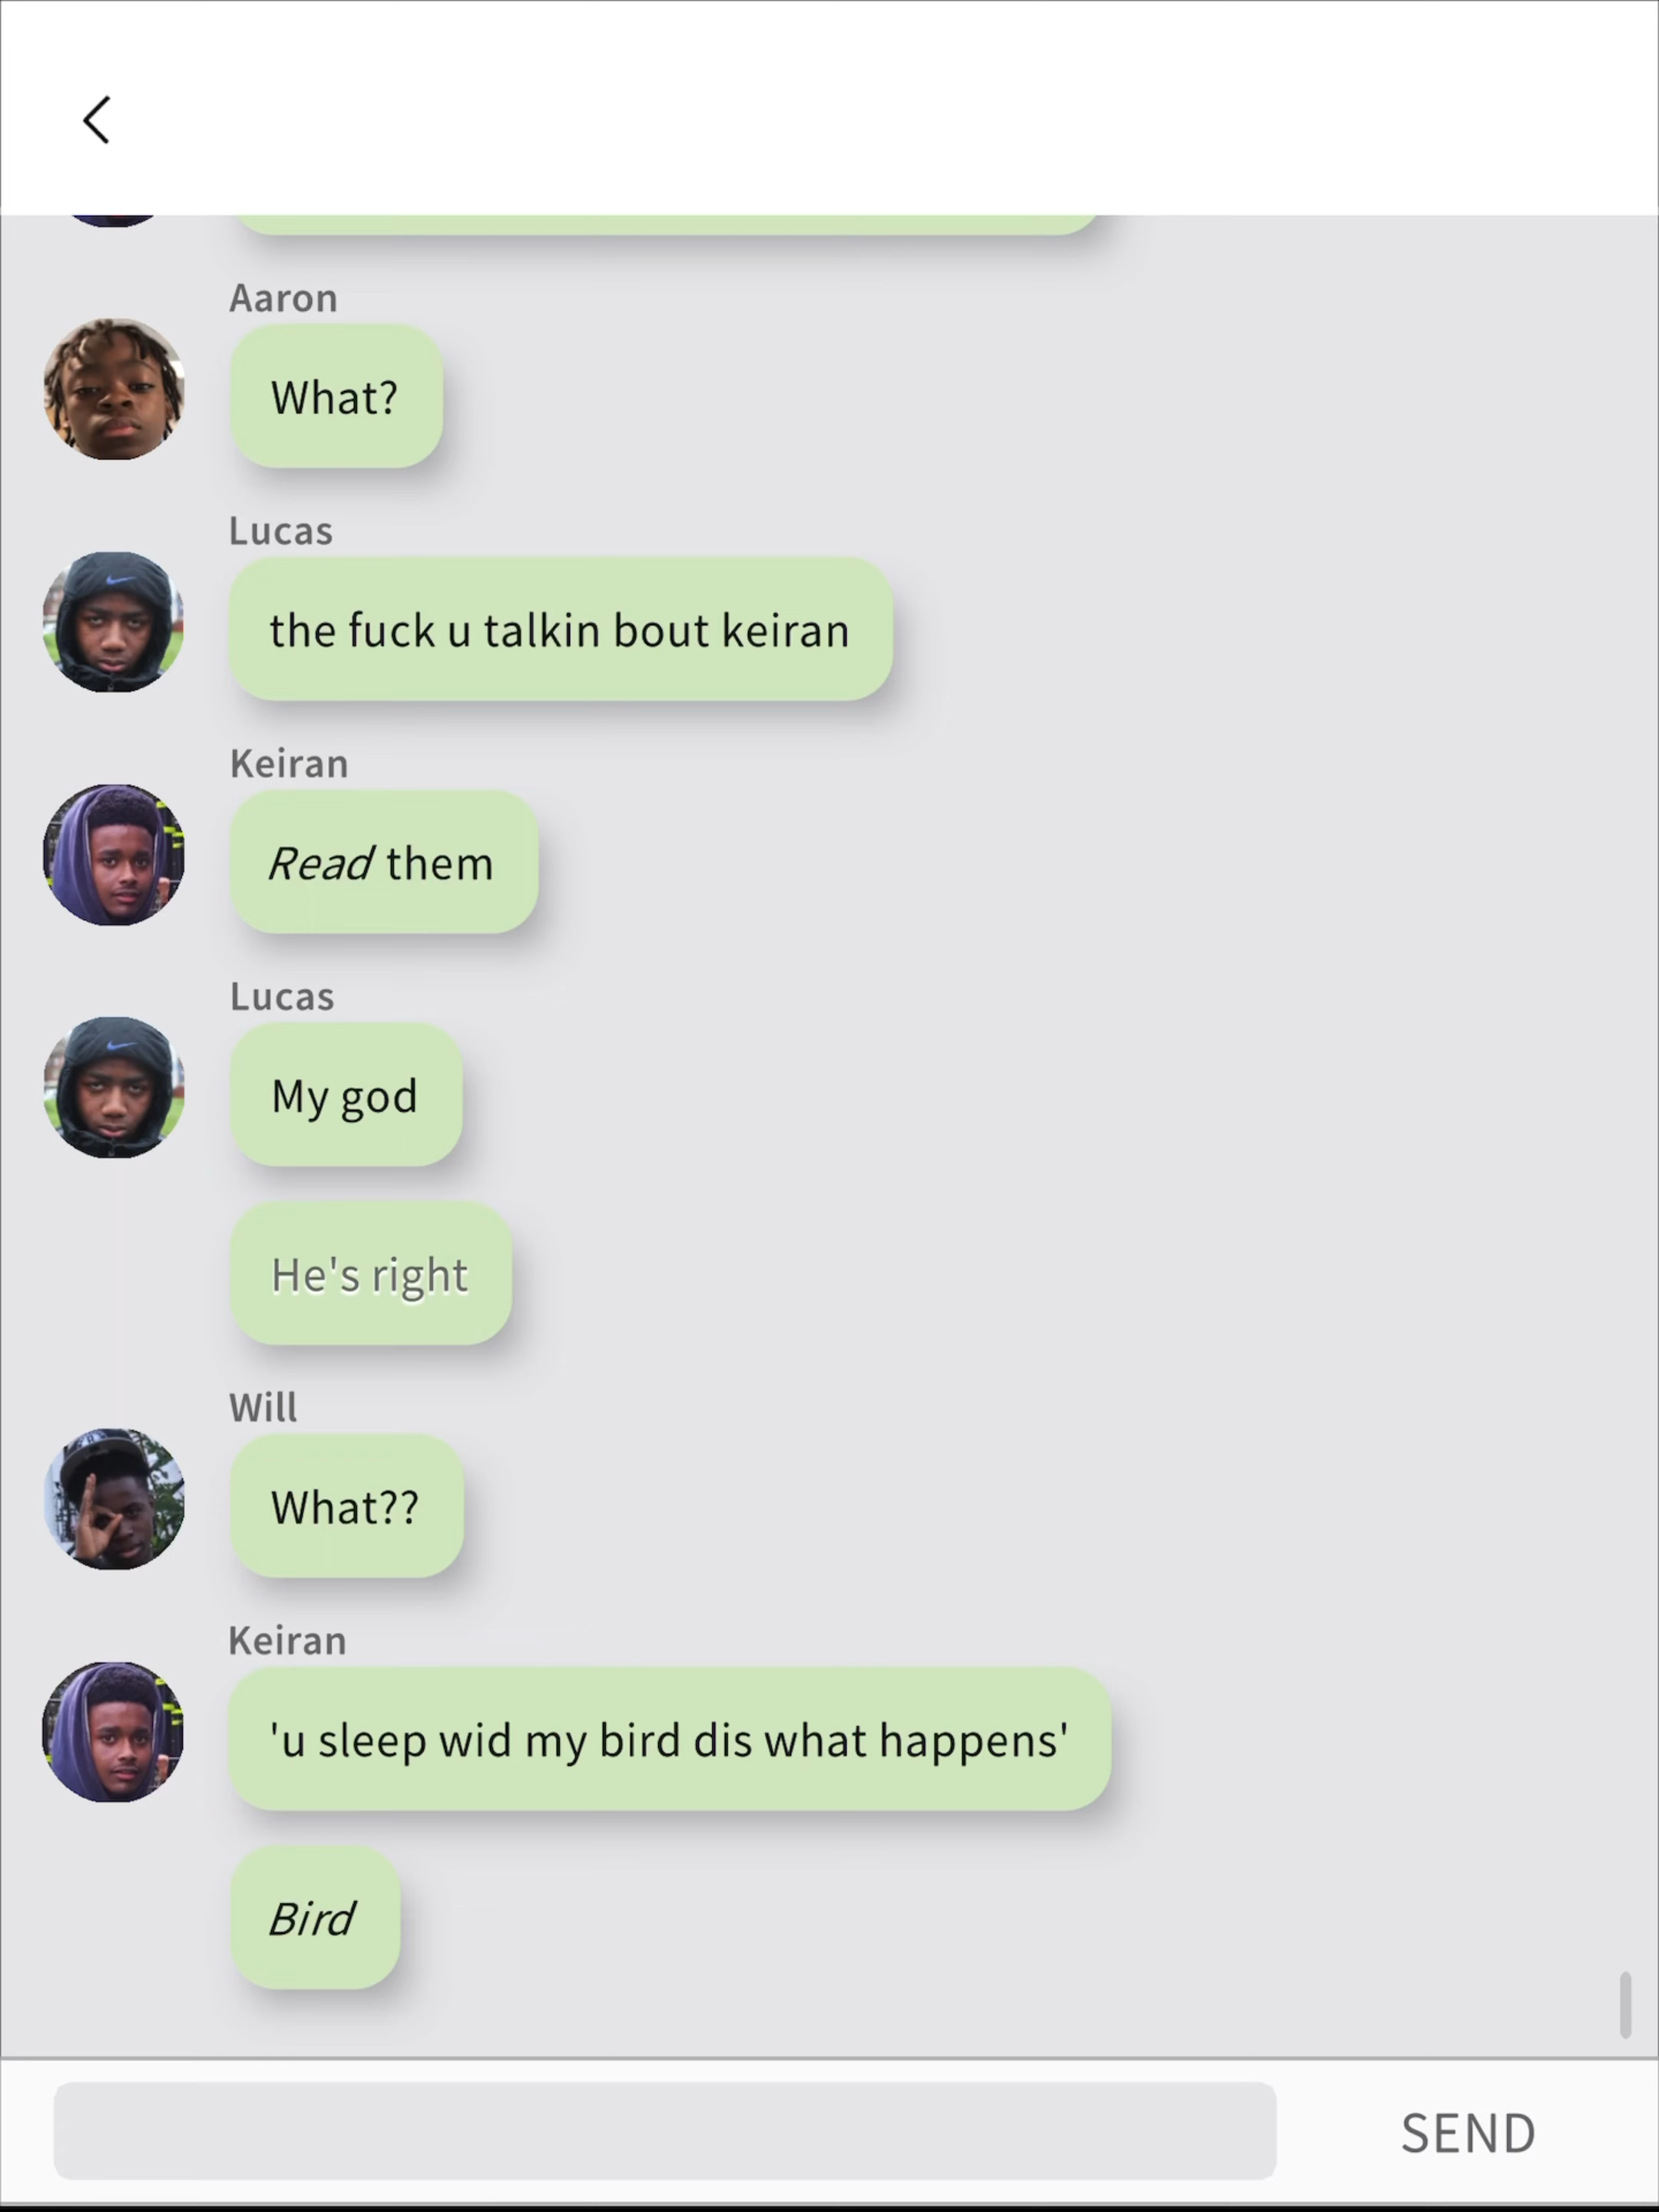 Aaron
What?
Lucas
the fuck u talkin bout keiran
Keiran
Read them
Lucas
My god
He's right
Will
What??
Keiran
'u sleep wid my bird dis what happens'
Bird
SEND